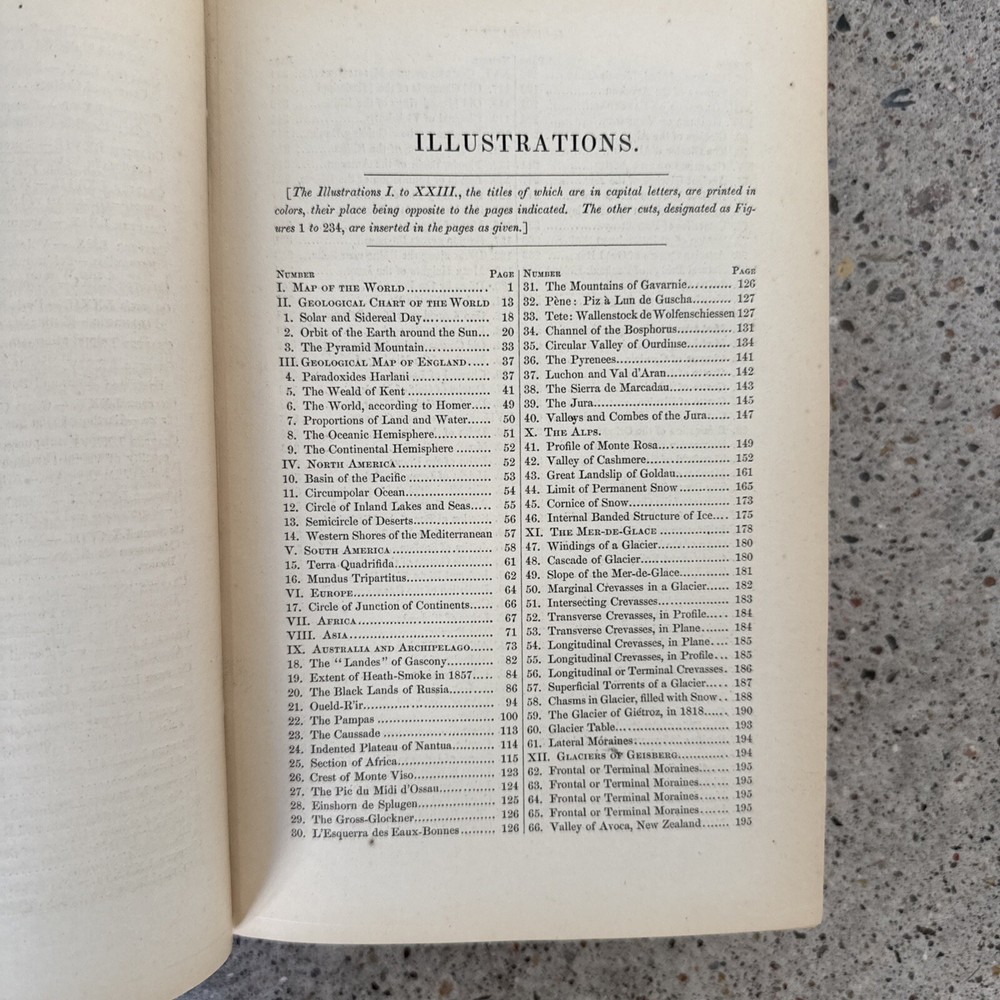 ILLUSTRATIONS.
[The Illustrations I. to XXIII., the titles of which are in capital letters, are printed in
colors, their place being opposite to the pages indicated. The other cuts, designated as Fig-
ures 1 to 234, are inserted in the pages as given.]
NUMBER PAGE
I. MAP OF THE WORLD.................... 1
II. GEOLOGICAL CHART OF THE WORLD 13
1. Solar and Sidereal Day............... 18
2. Orbit of the Earth around the Sun... 20
3. The Pyramid Mountain............... 33
III. GEOLOGICAL MAP OF ENGLAND..... 37
4. Paradoxides Harlani .................. 37
5. The Weald of Kent .................... 41
6. The World, according to Homer..... 49
7. Proportions of Land and Water...... 50
8. The Oceanic Hemisphere............. 51
9. The Continental Hemisphere ......... 52
IV. NORTH AMERICA...................... 52
10. Basin of the Pacific ................... 53
11. Circumpolar Ocean.................... 54
12. Circle of Inland Lakes and Seas..... 55
13. Semicircle of Deserts.................. 56
14. Western Shores of the Mediterranean 57
V. SOUTH AMERICA....................... 58
15. Terra Quadrifida....................... 61
16. Mundus Tripartitus.................... 62
VI. EUROPE................................ 64
17. Circle of Junction of Continents...... 66
VII. AFRICA............................... 67
VIII. ASIA................................. 71
IX. AUSTRALIA AND ARCHIPELAGO...... 73
18. The "Landes" of Gascony............ 82
19. Extent of Heath-Smoke in 1857..... 84
20. The Black Lands of Russia........... 86
21. Oueld-R'ir.............................. 94
22. The Pampas ........................... 100
23. The Caussade ......................... 113
24. Indented Plateau of Nantua.......... 114
25. Section of Africa....................... 115
26. Crest of Monte Viso................... 123
27. The Pic du Midi d'Ossau............. 124
28. Einshorn de Splugen.................. 125
29. The Gross-Glockner................... 126
30. L'Esquerra des Eaux-Bonnes......... 126
NUMBER PAGE
31. The Mountains of Gavarnie........... 126
32. Pène: Piz à Lun de Guscha.......... 127
33. Tete: Wallenstock de Wolfenschiessen 127
34. Channel of the Bosphorus............. 131
35. Circular Valley of Ourdiuse........... 134
36. The Pyrenees........................... 141
37. Luchon and Val d'Aran............... 142
38. The Sierra de Marcadau.............. 143
39. The Jura................................ 145
40. Valleys and Combes of the Jura...... 147
X. THE ALPS.
41. Profile of Monte Rosa................. 149
42. Valley of Cashmere.................... 152
43. Great Landslip of Goldau............. 161
44. Limit of Permanent Snow ............ 165
45. Cornice of Snow....................... 173
46. Internal Banded Structure of Ice.... 175
XI. THE MER-DE-GLACE ................. 178
47. Windings of a Glacier................. 180
48. Cascade of Glacier..................... 180
49. Slope of the Mer-de-Glace............ 181
50. Marginal Crevasses in a Glacier...... 182
51. Intersecting Crevasses................. 183
52. Transverse Crevasses, in Profile..... 184
53. Transverse Crevasses, in Plane....... 184
54. Longitudinal Crevasses, in Plane.... 185
55. Longitudinal Crevasses, in Profile... 185
56. Longitudinal or Terminal Crevasses. 186
57. Superficial Torrents of a Glacier..... 187
58. Chasms in Glacier, filled with Snow.. 188
59. The Glacier of Giétroz, in 1818...... 190
60. Glacier Table........................... 193
61. Lateral Moraines....................... 194
XII. GLACIERS OF GEISBERG............. 194
62. Frontal or Terminal Moraines....... 195
63. Frontal or Terminal Moraines....... 195
64. Frontal or Terminal Moraines....... 195
65. Frontal or Terminal Moraines....... 195
66. Valley of Avoca, New Zealand....... 195